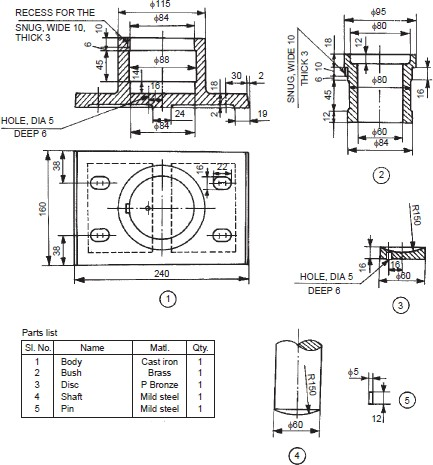 φ115
RECESS FOR THE
SNUG, WIDE 10,
THICK 3
φ84
10
6
45
φ88
14
16
30
2
18
HOLE, DIA 5
DEEP 6
24
2
19
φ84
φ95
φ80
18
12
SNUG, WIDE 10
THICK 3
10
6
φ80
16
45
12
φ60
φ84
2
38
16
22
160
38
240
1
R150
16
HOLE, DIA 5
DEEP 6
16
φ60
3
Parts list
Sl. No. Name Matl. Qty.
1 Body Cast iron 1
2 Bush Brass 1
3 Disc P Bronze 1
4 Shaft Mild steel 1
5 Pin Mild steel 1
R150
φ60
4
φ5
12
5